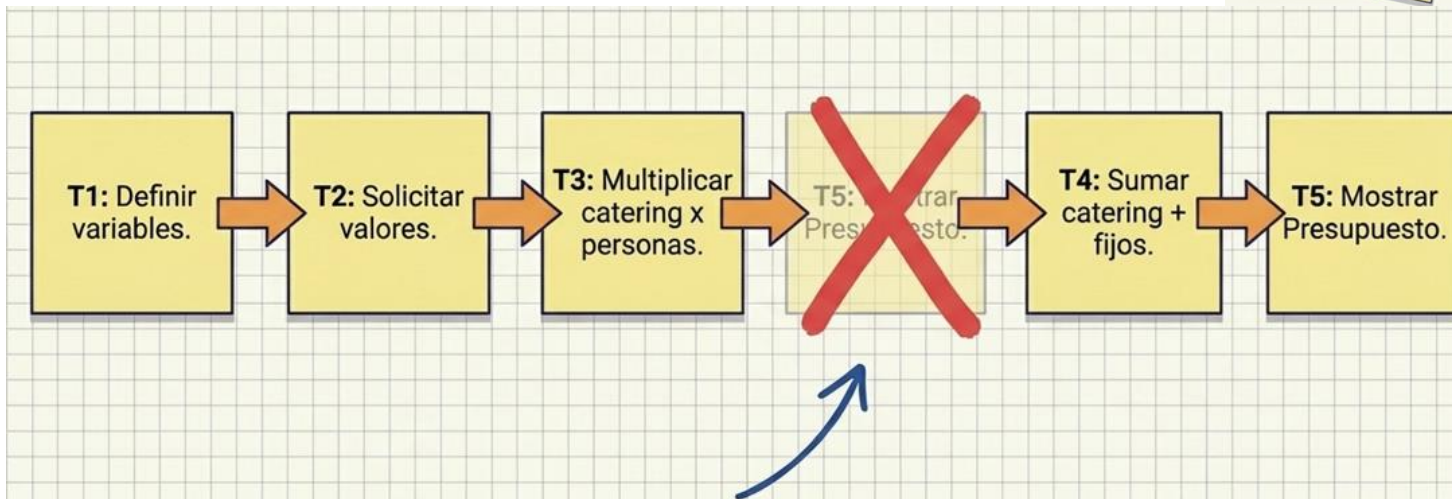 T1: Definir
variables.
T2: Solicitar
valores.
T3: Multiplicar
catering x
personas.
T5:
T4: Sumar
catering +
fijos.
T5: Mostrar
Presupuesto.